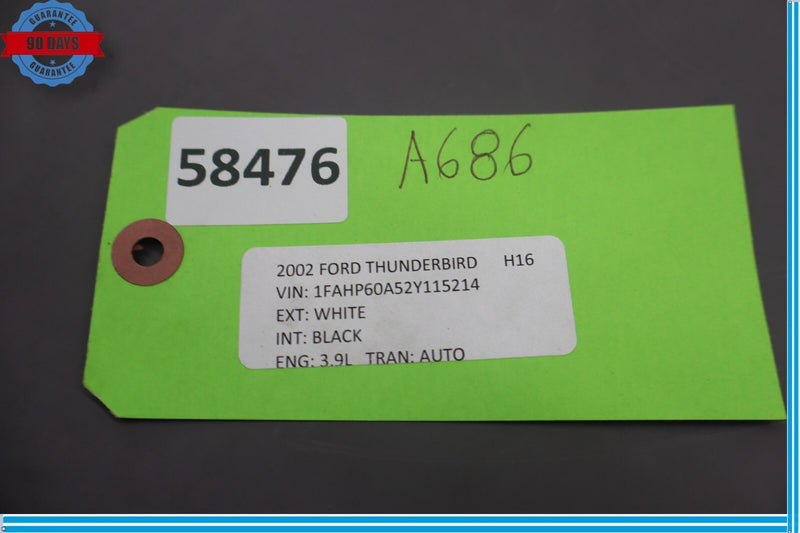 GUARANTEE
90 DAYS
GUARANTEE
58476
A686
2002 FORD THUNDERBIRD H16
VIN: 1FAHP60A52Y115214
EXT: WHITE
INT: BLACK
ENG: 3.9L TRAN: AUTO